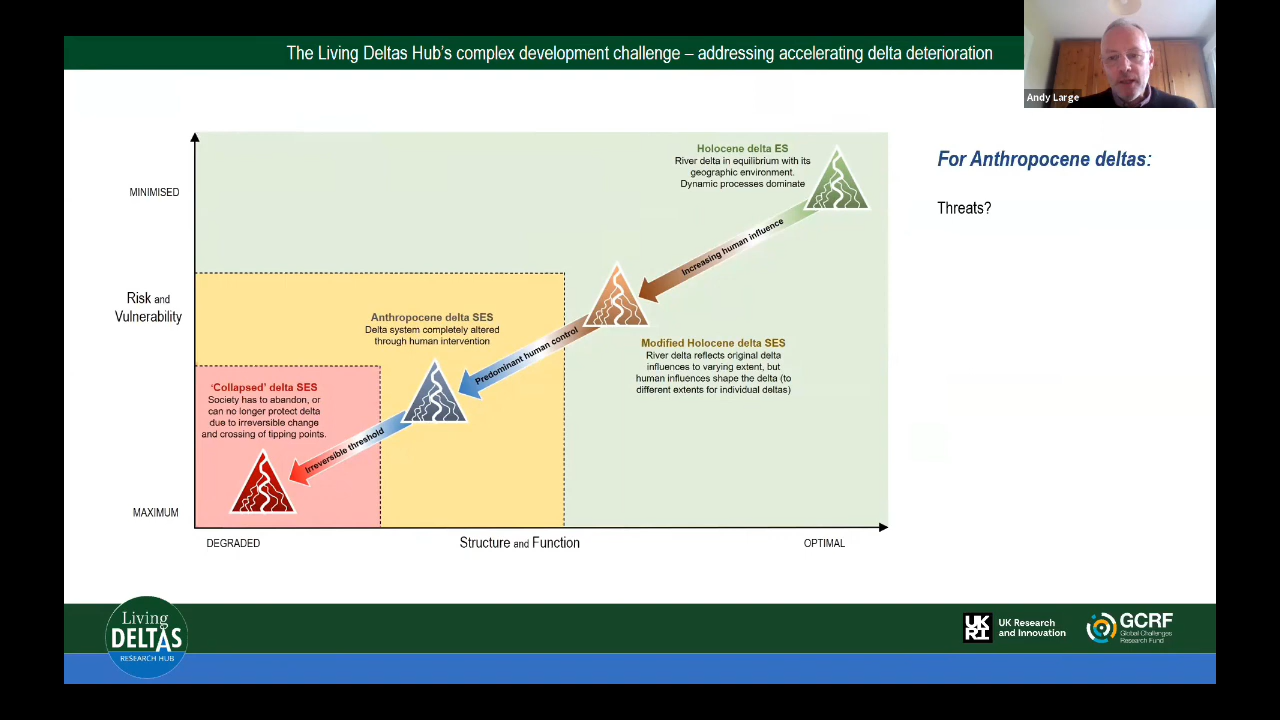 The Living Deltas Hub's complex development challenge – addressing accelerating delta deterioration
Andy Large
For Anthropocene deltas:
Threats?
MINIMISED
Risk and
Vulnerability
MAXIMUM
Holocene delta ES
River delta in equilibrium with its
geographic environment.
Dynamic processes dominate
Increasing human influence
Modified Holocene delta SES
River delta reflects original delta
influences to varying extent, but
human influences shape the delta (to
different extents for individual deltas)
Predominant human control
Anthropocene delta SES
Delta system completely altered
through human intervention
Irreversible threshold
'Collapsed' delta SES
Society has to abandon, or
can no longer protect delta
due to irreversible change
and crossing of tipping points.
DEGRADED
Structure and Function
OPTIMAL
Living
DELTAS
RESEARCH HUB
UK
RI
UK Research
and Innovation
GCRF
Global Challenges
Research Fund